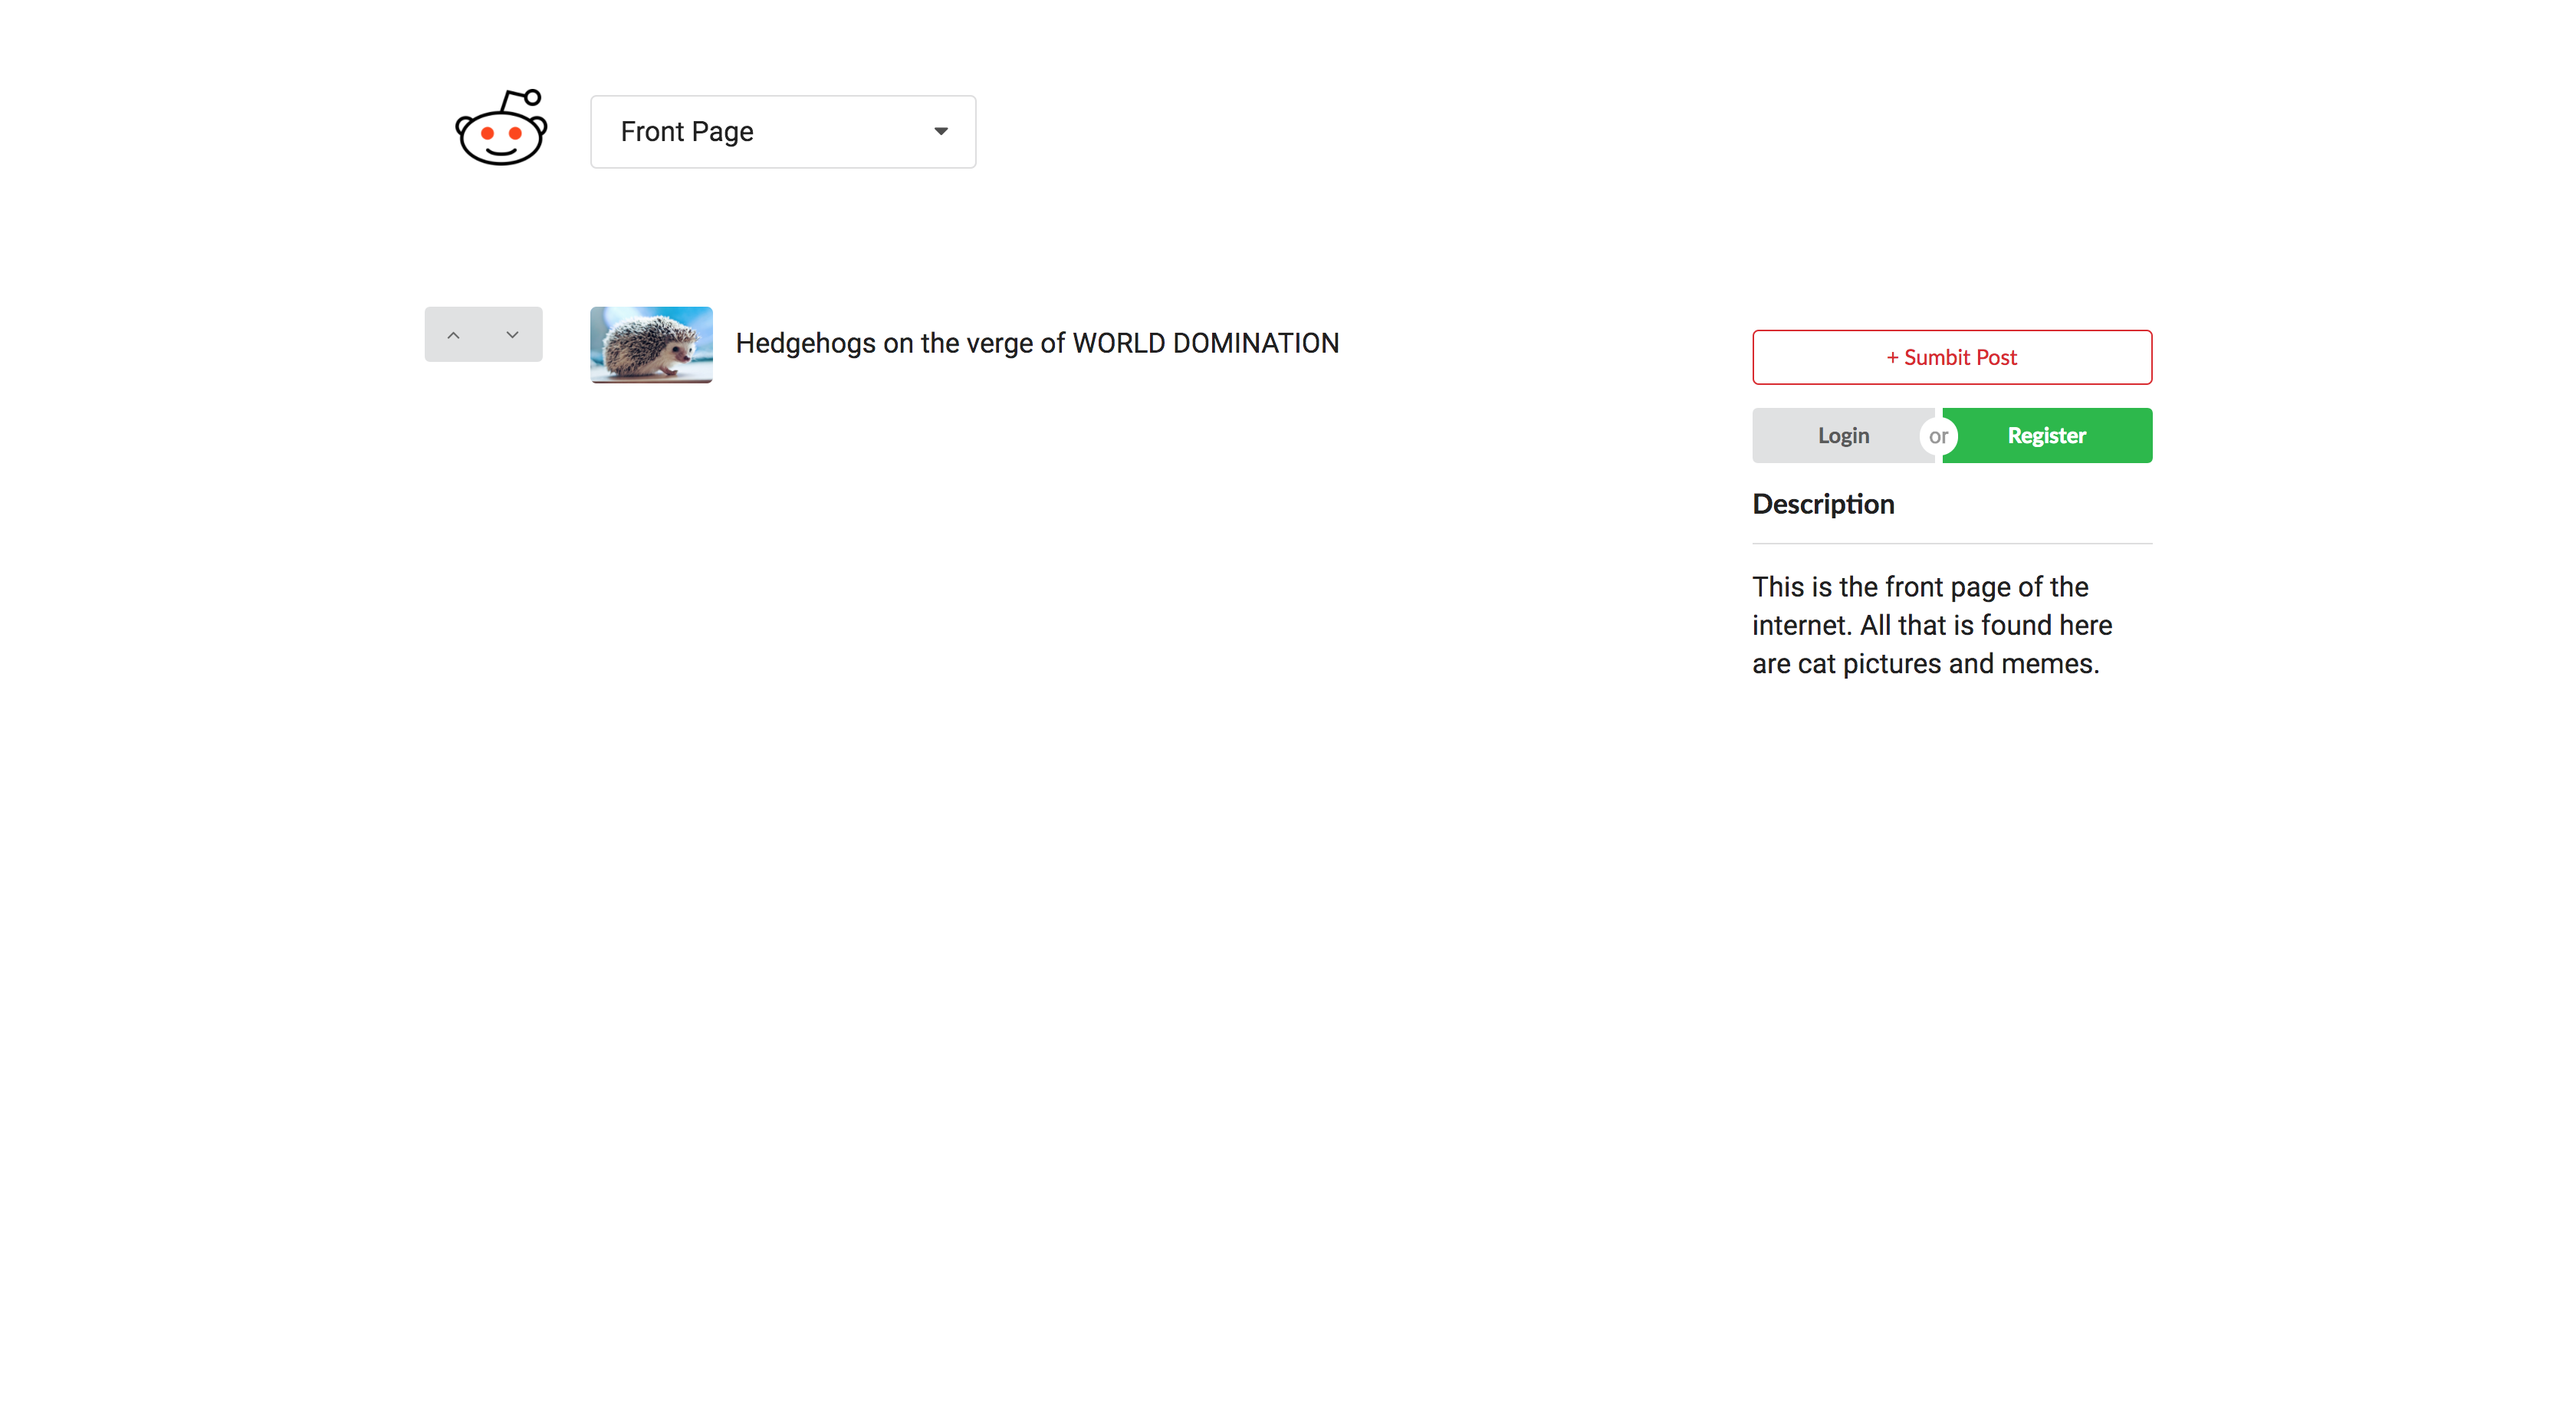 Front Page
Hedgehogs on the verge of WORLD DOMINATION
+ Sumbit Post
Login or Register
Description
This is the front page of the
internet. All that is found here
are cat pictures and memes.